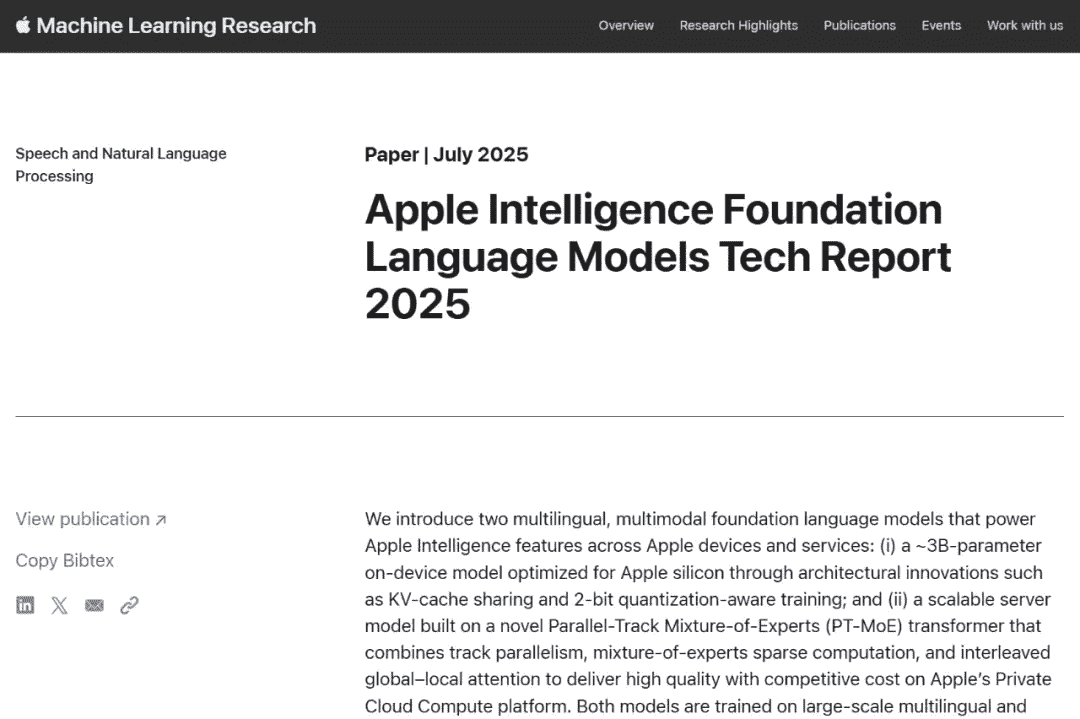 Machine Learning Research
Overview
Research Highlights
Publications
Events
Work with us
Speech and Natural Language
Processing
Paper | July 2025
Apple Intelligence Foundation
Language Models Tech Report
2025
View publication ↗
Copy Bibtex
We introduce two multilingual, multimodal foundation language models that power
Apple Intelligence features across Apple devices and services: (i) a ~3B-parameter
on-device model optimized for Apple silicon through architectural innovations such
as KV-cache sharing and 2-bit quantization-aware training; and (ii) a scalable server
model built on a novel Parallel-Track Mixture-of-Experts (PT-MoE) transformer that
combines track parallelism, mixture-of-experts sparse computation, and interleaved
global–local attention to deliver high quality with competitive cost on Apple’s Private
Cloud Compute platform. Both models are trained on large-scale multilingual and